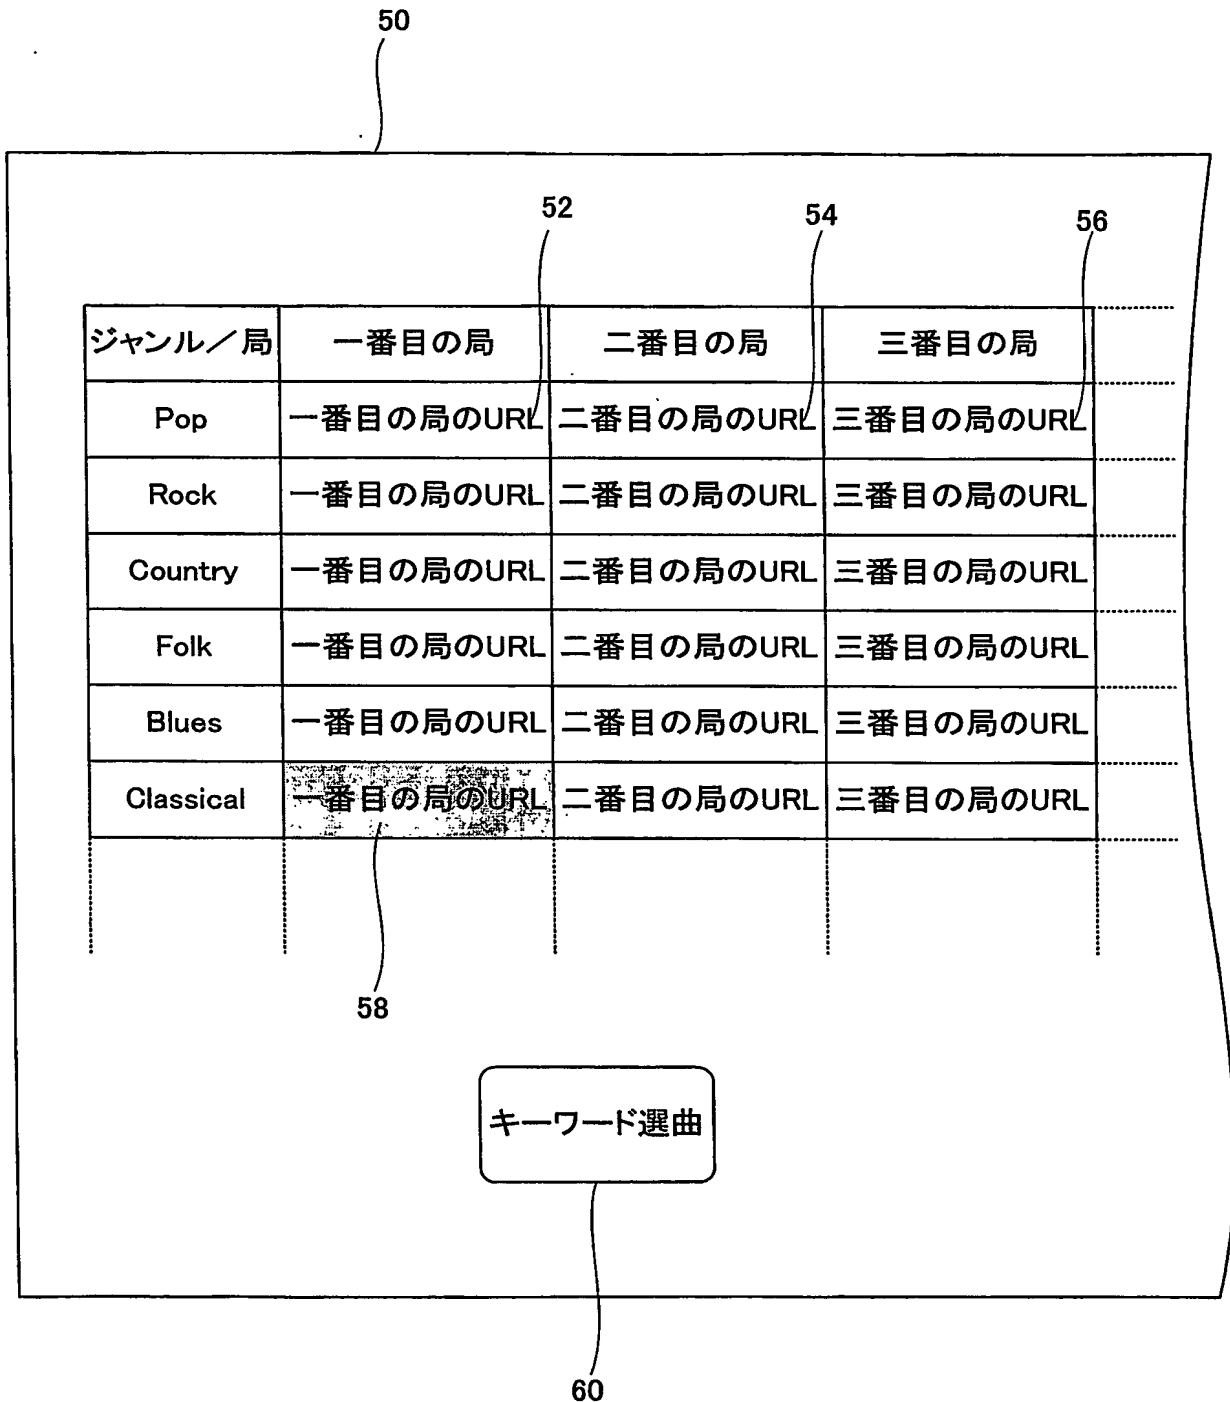 50
52 54 56
ジャンル／局 一番目の局 二番目の局 三番目の局
Pop 一番目の局のURL 二番目の局のURL 三番目の局のURL
Rock 一番目の局のURL 二番目の局のURL 三番目の局のURL
Country 一番目の局のURL 二番目の局のURL 三番目の局のURL
Folk 一番目の局のURL 二番目の局のURL 三番目の局のURL
Blues 一番目の局のURL 二番目の局のURL 三番目の局のURL
Classical 一番目の局のURL 二番目の局のURL 三番目の局のURL
58
キーワード選曲
60